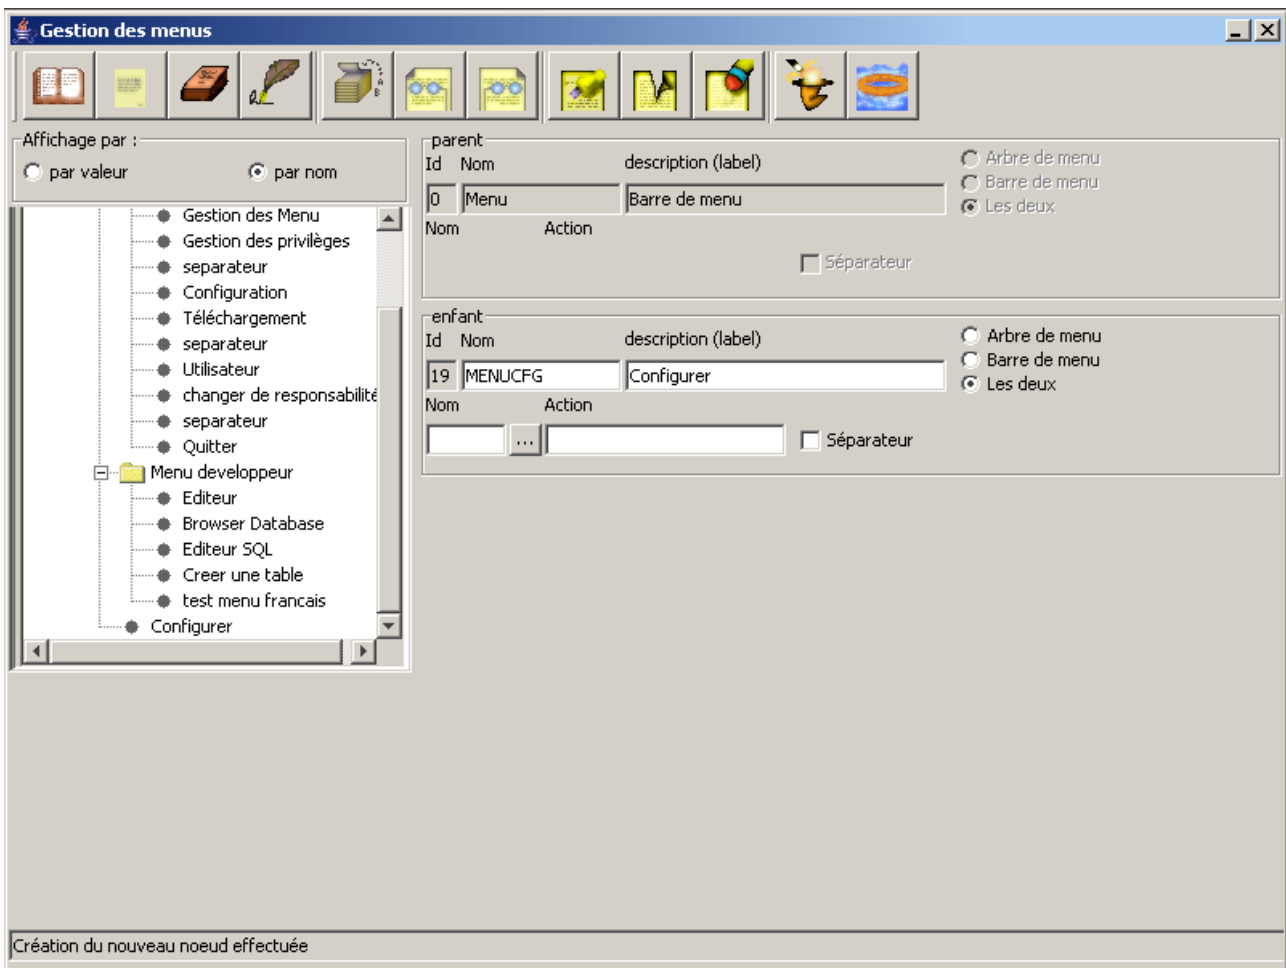 Gestion des menus
Affichage par :
par valeur
par nom
Gestion des Menu
Gestion des privilèges
separateur
Configuration
Téléchargement
separateur
Utilisateur
changer de responsabilité
separateur
Quitter
Menu developpeur
Editeur
Browser Database
Editeur SQL
Creer une table
test menu francais
Configurer
parent
Id Nom description (label)
0 Menu Barre de menu
Arbre de menu
Barre de menu
Les deux
Nom Action
Séparateur
enfant
Id Nom description (label)
19 MENUCFG Configurer
Arbre de menu
Barre de menu
Les deux
Nom Action
... Séparateur
Création du nouveau noeud effectuée